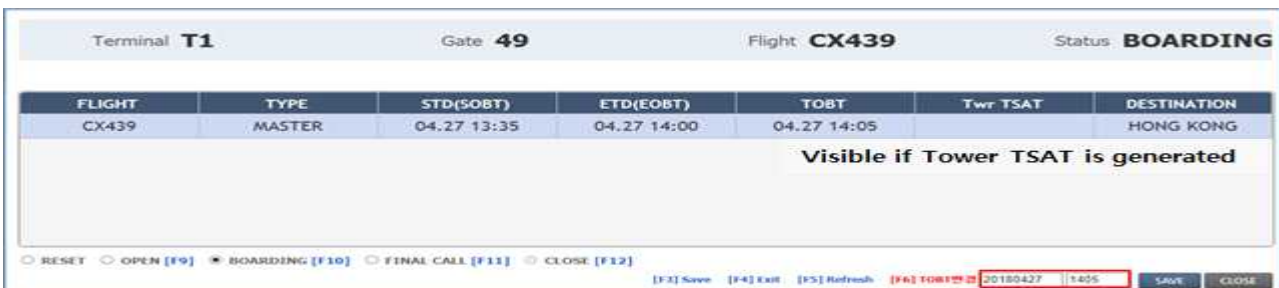 Terminal T1 Gate 49 Flight CX439 Status BOARDING
FLIGHT TYPE STD(SOBT) ETD(EOBT) TOBT Twr TSAT DESTINATION
CX439 MASTER 04.27 13:35 04.27 14:00 04.27 14:05 HONG KONG
Visible if Tower TSAT is generated
RESET OPEN [F9] BOARDING [F10] FINAL CALL [F11] CLOSE [F12]
[F3] Save [F4] Exit [F5] Refresh [F6] TOBT변경 20180427 1405 SAVE CLOSE